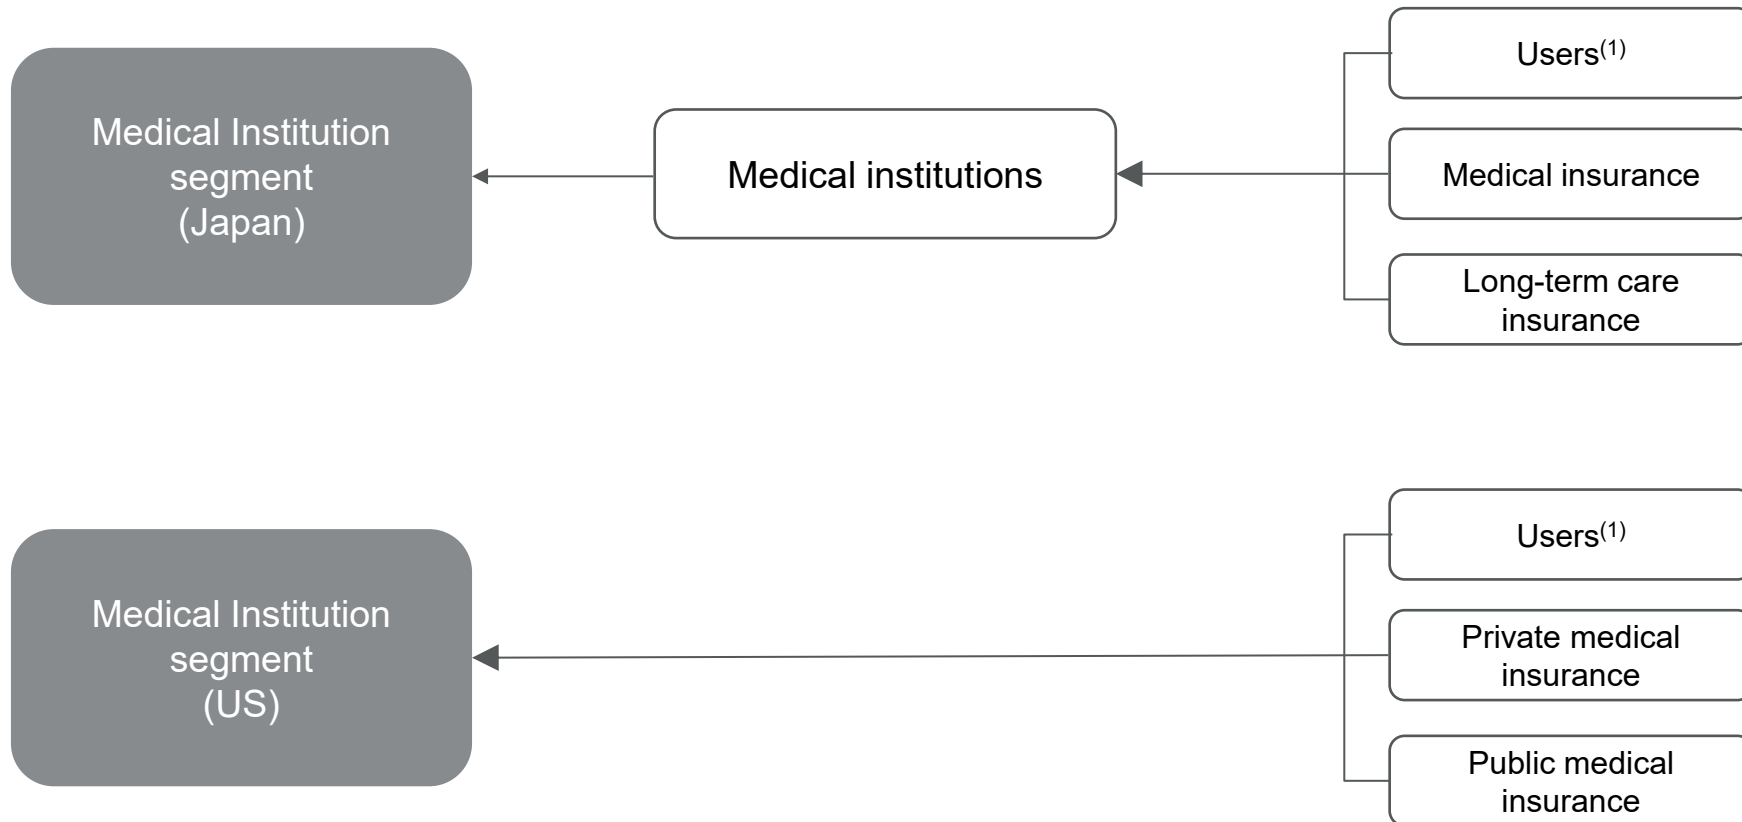 Medical Institution
segment
(Japan)
Medical institutions
Users(1)
Medical insurance
Long-term care
insurance
Medical Institution
segment
(US)
Users(1)
Private medical
insurance
Public medical
insurance